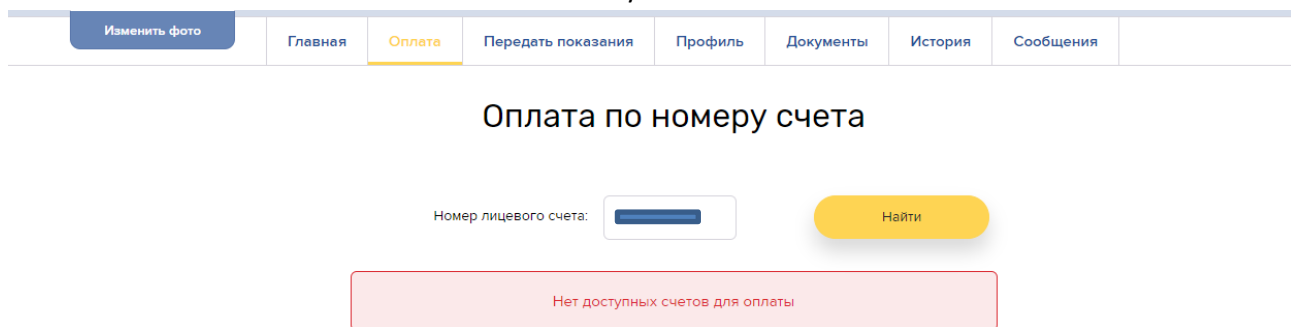 Изменить фото
Главная Оплата Передать показания Профиль Документы История Сообщения
Оплата по номеру счета
Номер лицевого счета: Найти
Нет доступных счетов для оплаты